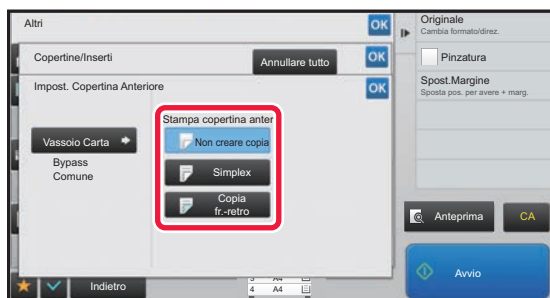 Altri
OK
Copertine/Inserti
Annullare tutto
OK
Impost. Copertina Anteriore
OK
Stampa copertina anter
Vassoio Carta
Bypass
Comune
Non creare copia
Simplex
Copia
fr.-retro
Indietro
4 A4
Originale
Cambia formato/direz.
Pinzatura
Spost.Margine
Sposta pos. per avere + marg.
Anteprima
CA
Avvio